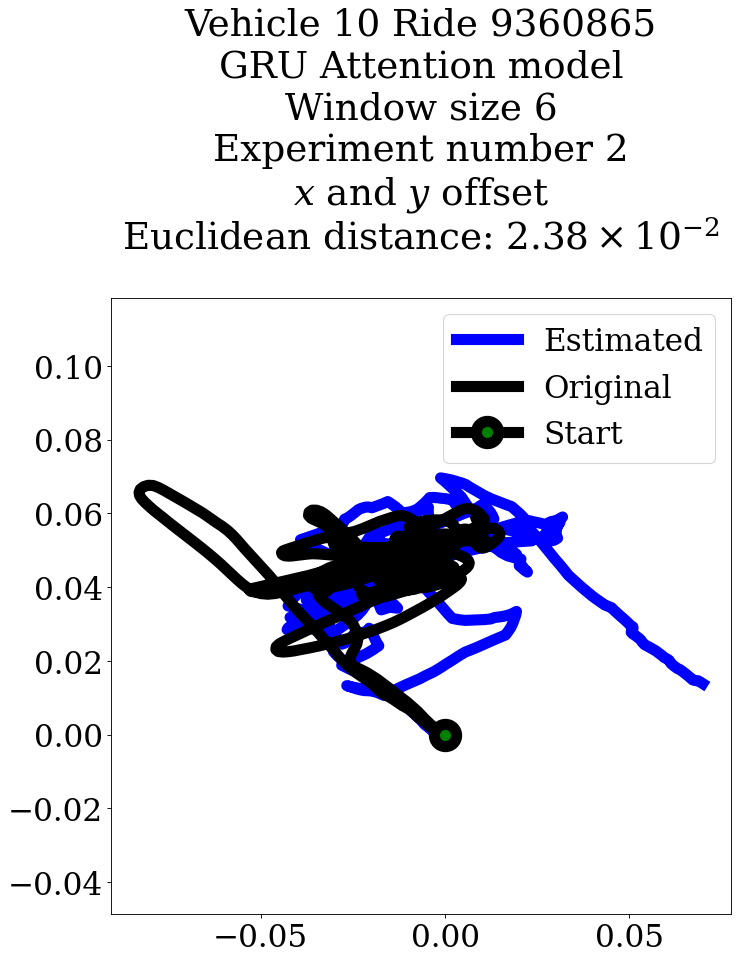 Vehicle 10 Ride 9360865
GRU Attention model
Window size 6
Experiment number 2
x and y offset
Euclidean distance: 2.38 × 10⁻²
Estimated
Original
Start
0.10
0.08
0.06
0.04
0.02
0.00
−0.02
−0.04
−0.05
0.00
0.05